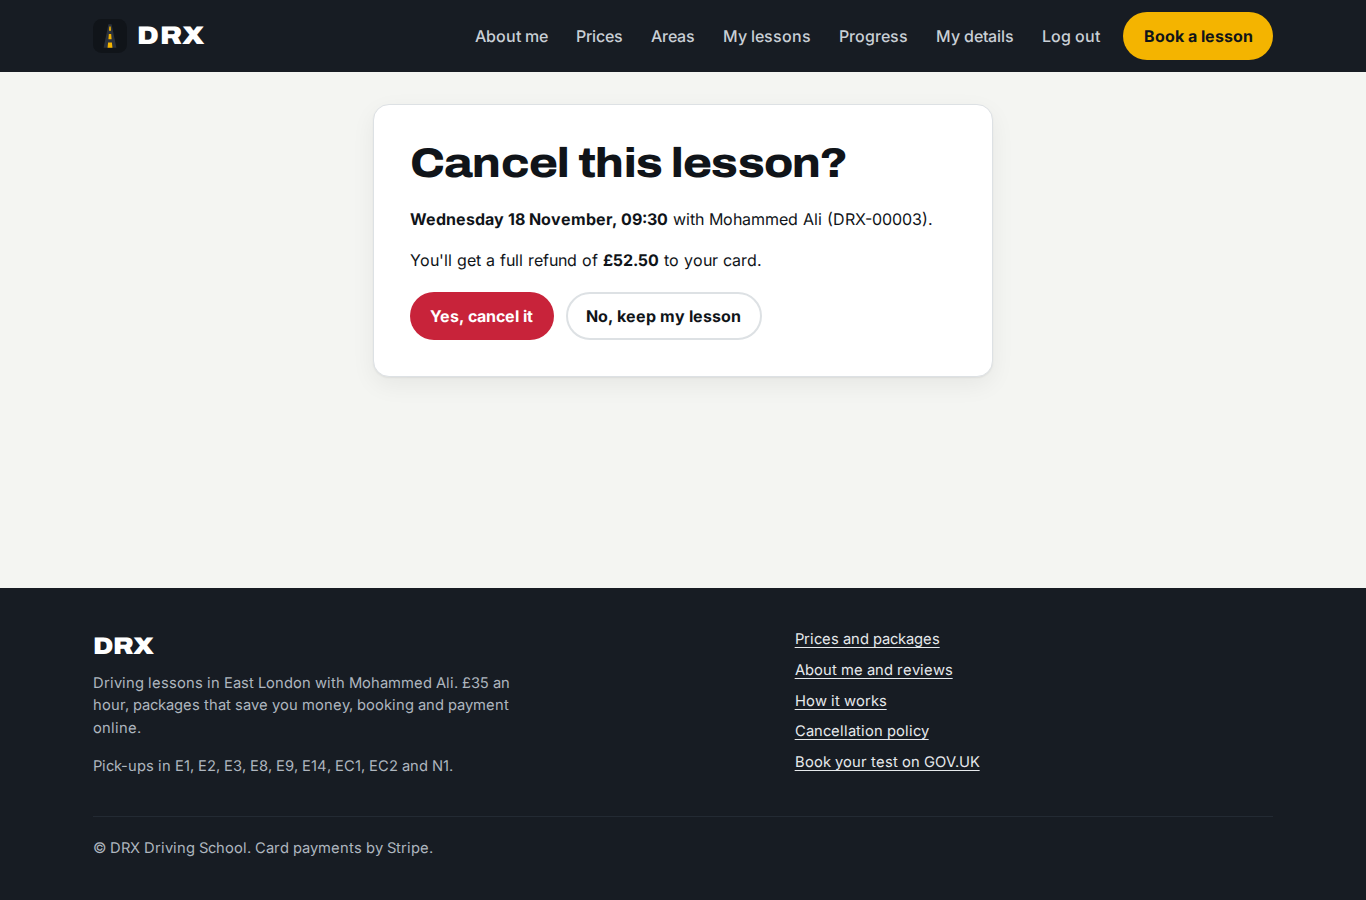 DRX
About me
Prices
Areas
My lessons
Progress
My details
Log out
Book a lesson
Cancel this lesson?
Wednesday 18 November, 09:30 with Mohammed Ali (DRX-00003).
You'll get a full refund of £52.50 to your card.
Yes, cancel it
No, keep my lesson
DRX
Driving lessons in East London with Mohammed Ali. £35 an
hour, packages that save you money, booking and payment
online.
Pick-ups in E1, E2, E3, E8, E9, E14, EC1, EC2 and N1.
Prices and packages
About me and reviews
How it works
Cancellation policy
Book your test on GOV.UK
© DRX Driving School. Card payments by Stripe.